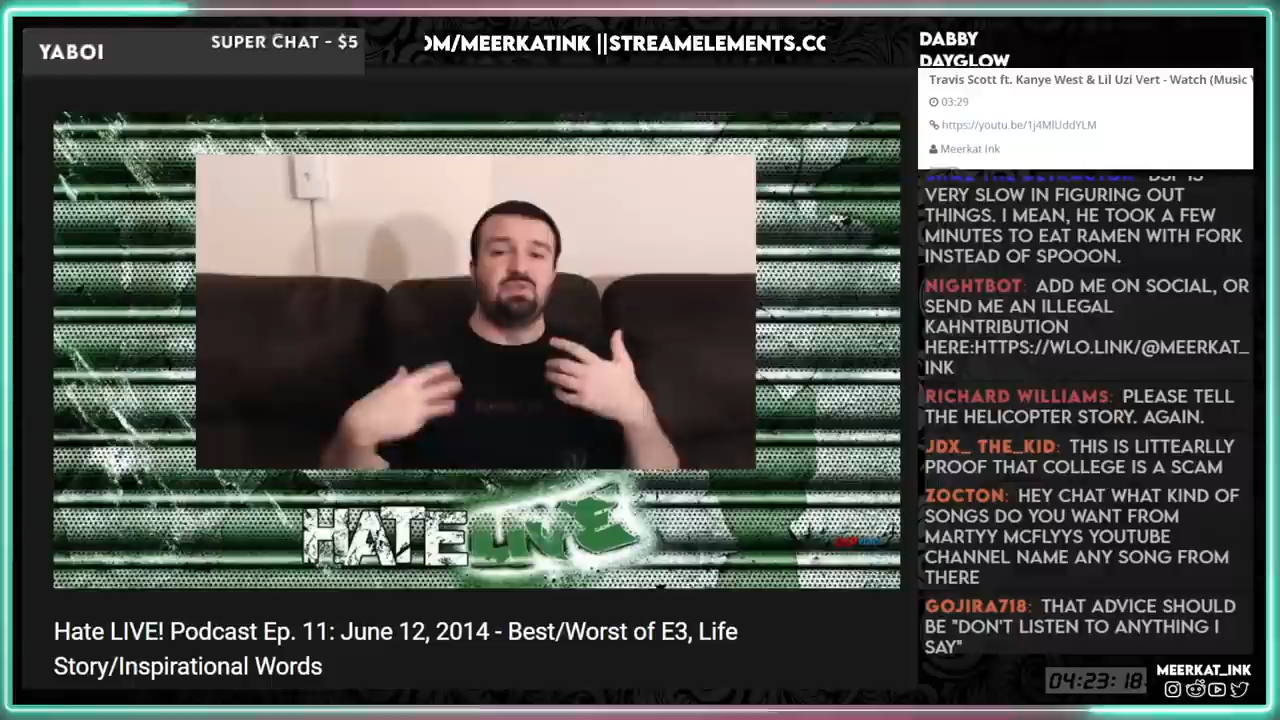 YABOI
SUPER CHAT - $5
OM/MEERKATINK ||STREAMELEMENTS.CO
DABBY
DAYGLOW
Travis Scott ft. Kanye West & Lil Uzi Vert - Watch (Music
03:29
https://youtu.be/1j4MlUddYLM
Meerkat Ink
DSP IS
VERY SLOW IN FIGURING OUT
THINGS. I MEAN, HE TOOK A FEW
MINUTES TO EAT RAMEN WITH FORK
INSTEAD OF SPOOON.
NIGHTBOT: ADD ME ON SOCIAL, OR
SEND ME AN ILLEGAL
KAHNTRIBUTION
HERE:HTTPS://WLO.LINK/@MEERKAT_
INK
RICHARD WILLIAMS: PLEASE TELL
THE HELICOPTER STORY. AGAIN.
JDX_ THE_KID: THIS IS LITTEARLLY
PROOF THAT COLLEGE IS A SCAM
ZOCTON: HEY CHAT WHAT KIND OF
SONGS DO YOU WANT FROM
MARTYY MCFLYYS YOUTUBE
CHANNEL NAME ANY SONG FROM
THERE
GOJIRA718: THAT ADVICE SHOULD
BE "DON'T LISTEN TO ANYTHING I
SAY"
HATE LIVE
Hate LIVE! Podcast Ep. 11: June 12, 2014 - Best/Worst of E3, Life
Story/Inspirational Words
04:23:18
MEERKAT_INK